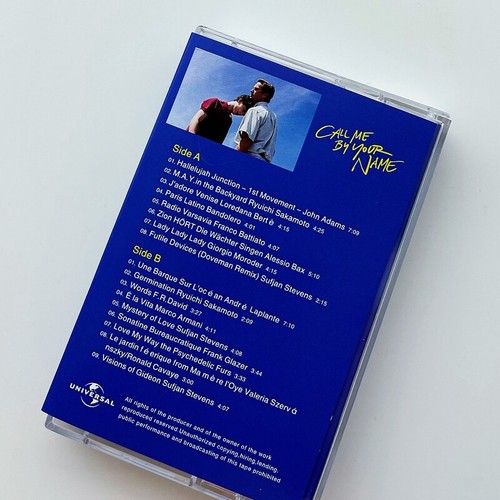 CALL ME
BY YOUR
NAME
Side A
01. Hallelujah Junction – 1st Movement – John Adams 7:09
02. M.A.Y.in the Backyard Ryuichi Sakamoto 4:25
03. J'adore Venise Loredana Bertè 4:15
04. Paris Latino Bandolero 4:01
05. Radio Varsavia Franco Battiato 4:07
06. Zion HÖRT Die Wächter Singen Alessio Bax 5:10
07. Lady Lady Lady Giorgio Moroder 4:15
08. Futile Devices (Doveman Remix) Sufjan Stevens 2:15
Side B
01. Une Barque Sur L'océan André Laplante 7:10
02. Germination Ryuichi Sakamoto 2:09
03. Words F.R.David 3:27
04. È la Vita Marco Armani 4:11
05. Mystery of Love Sufjan Stevens 4:08
06. Sonatine Bureaucratique Frank Glazer 3:44
07. Love My Way the Psychedelic Furs 3:33
08. Le jardin féerique from Ma mère l'Oye Valeria Szervá
nszky/Ronald Cavaye 3:00
09. Visions of Gideon Sufjan Stevens 4:07
UNIVERSAL
All rights of the producer and of the owner of the work
reproduced reserved Unauthorized copying,hiring,lending,
public performance and broadcasting of this tape prohibited